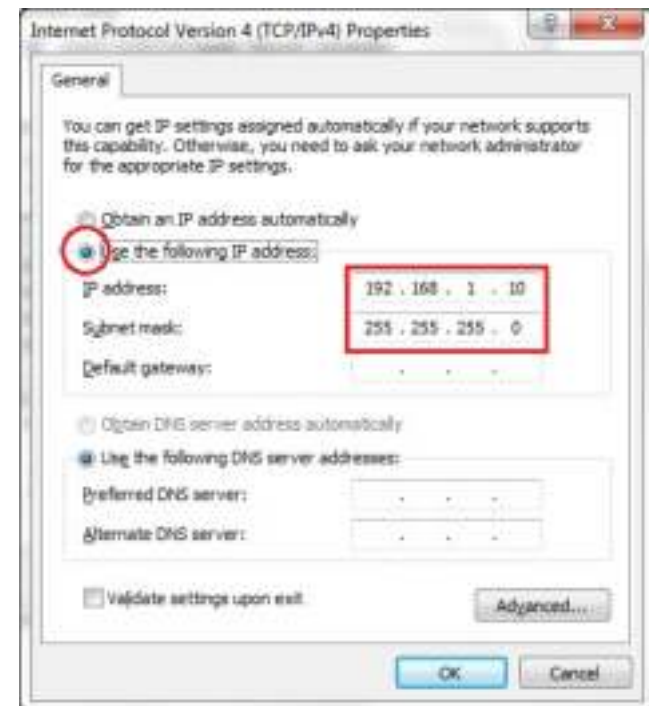 Internet Protocol Version 4 (TCP/IPv4) Properties
General
You can get IP settings assigned automatically if your network supports
this capability. Otherwise, you need to ask your network administrator
for the appropriate IP settings.
Obtain an IP address automatically
Use the following IP address:
IP address: 192 . 168 . 1 . 10
Subnet mask: 255 . 255 . 255 . 0
Default gateway: . . .
Obtain DNS server address automatically
Use the following DNS server addresses:
Preferred DNS server: . . .
Alternate DNS server: . . .
Validate settings upon exit
Advanced...
OK Cancel